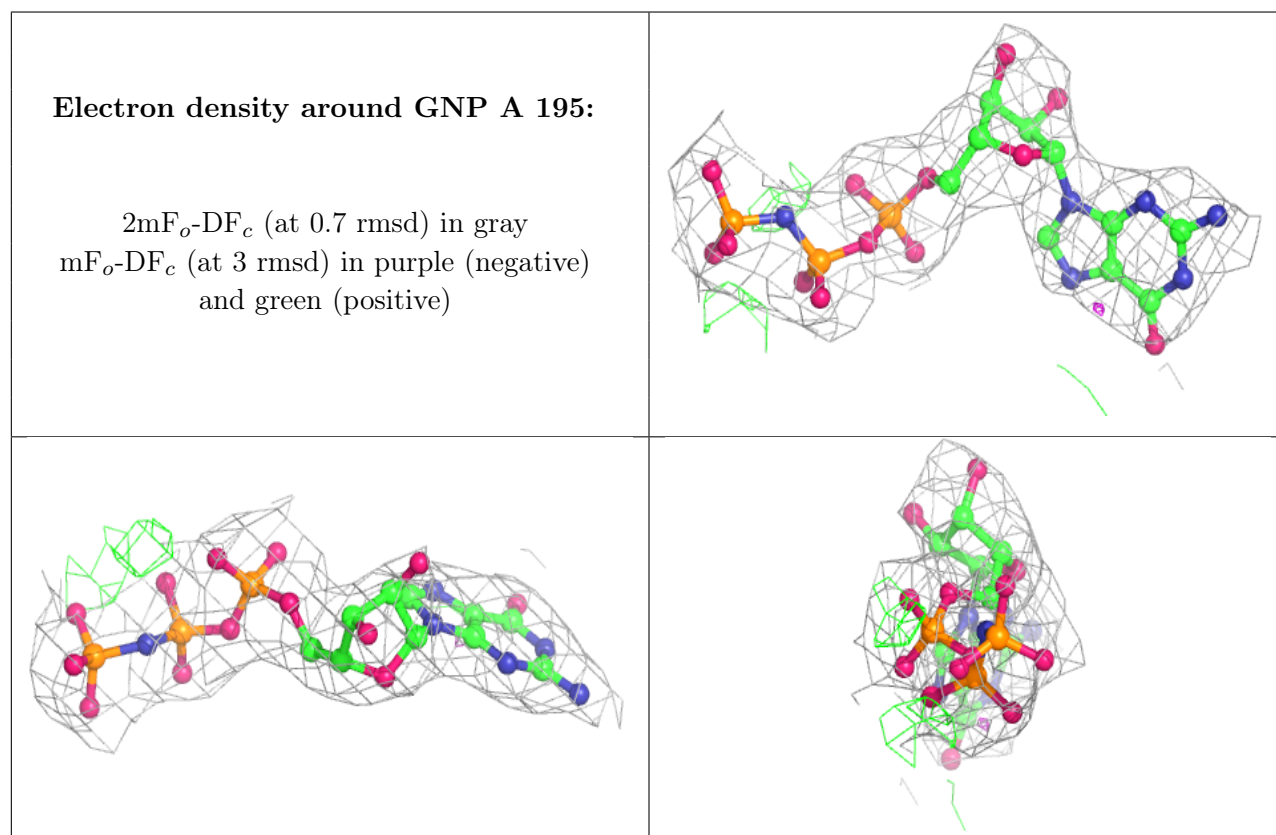 Electron density around GNP A 195:
2mFₒ-DF𝒸 (at 0.7 rmsd) in gray
mFₒ-DF𝒸 (at 3 rmsd) in purple (negative)
and green (positive)